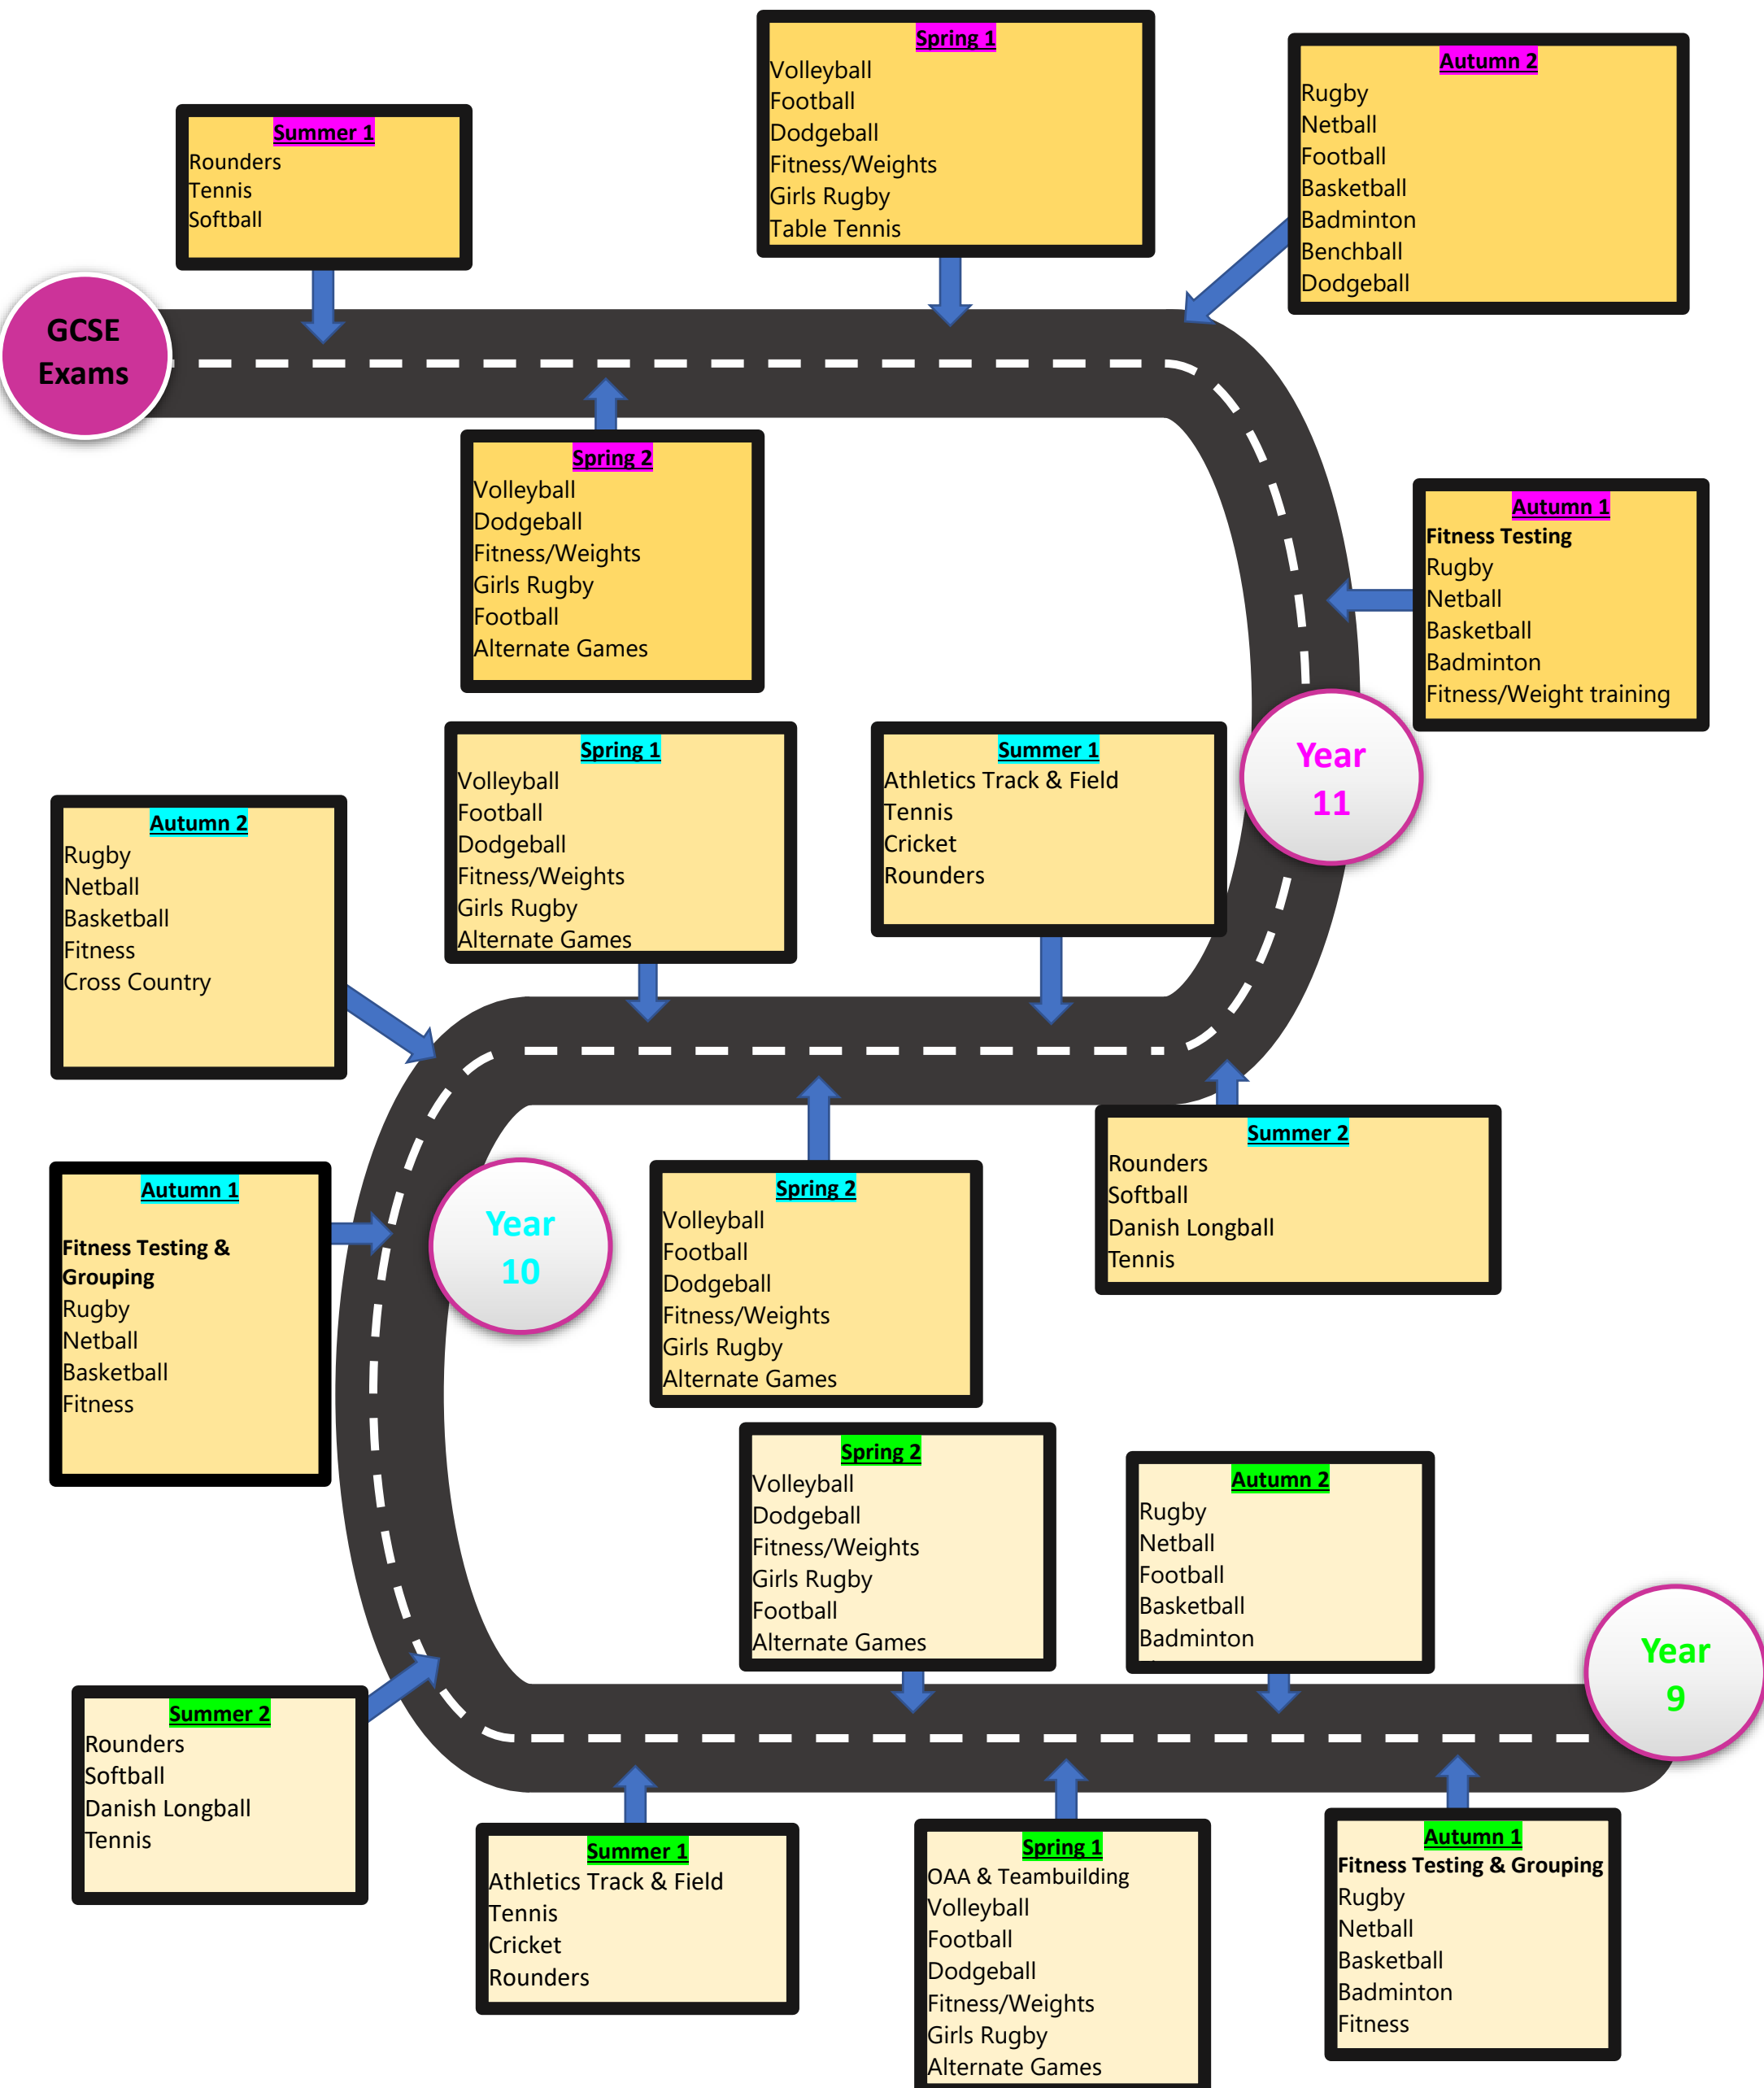 Spring 1
Volleyball
Football
Dodgeball
Fitness/Weights
Girls Rugby
Table Tennis
Autumn 2
Rugby
Netball
Football
Basketball
Badminton
Benchball
Dodgeball
Summer 1
Rounders
Tennis
Softball
GCSE
Exams
Spring 2
Volleyball
Dodgeball
Fitness/Weights
Girls Rugby
Football
Alternate Games
Autumn 1
Fitness Testing
Rugby
Netball
Basketball
Badminton
Fitness/Weight training
Year
11
Spring 1
Volleyball
Football
Dodgeball
Fitness/Weights
Girls Rugby
Alternate Games
Summer 1
Athletics Track & Field
Tennis
Cricket
Rounders
Autumn 2
Rugby
Netball
Basketball
Fitness
Cross Country
Summer 2
Rounders
Softball
Danish Longball
Tennis
Autumn 1
Fitness Testing &
Grouping
Rugby
Netball
Basketball
Fitness
Year
10
Spring 2
Volleyball
Football
Dodgeball
Fitness/Weights
Girls Rugby
Alternate Games
Spring 2
Volleyball
Dodgeball
Fitness/Weights
Girls Rugby
Football
Alternate Games
Autumn 2
Rugby
Netball
Football
Basketball
Badminton
Year
9
Summer 2
Rounders
Softball
Danish Longball
Tennis
Summer 1
Athletics Track & Field
Tennis
Cricket
Rounders
Spring 1
OAA & Teambuilding
Volleyball
Football
Dodgeball
Fitness/Weights
Girls Rugby
Alternate Games
Autumn 1
Fitness Testing & Grouping
Rugby
Netball
Basketball
Badminton
Fitness